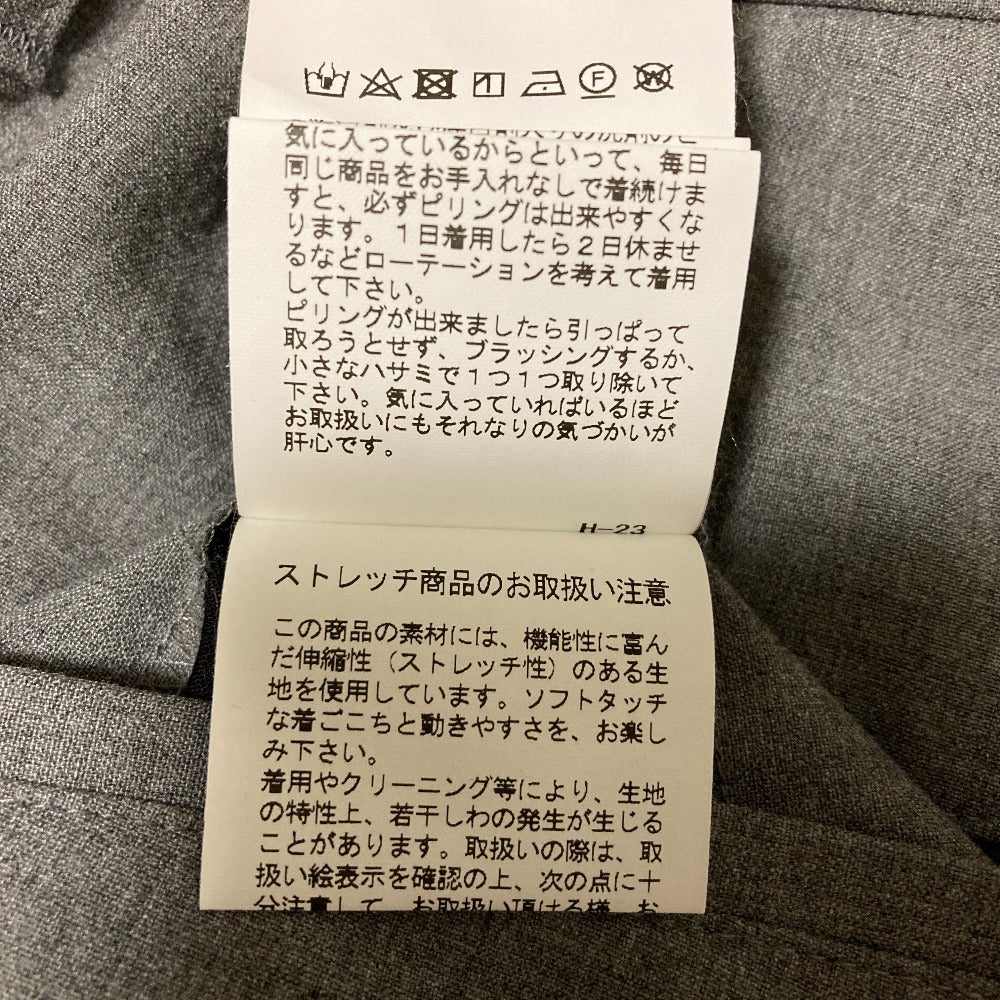 気に入っているからといって、毎日
同じ商品をお手入れなしで着続けま
すと、必ずピリングは出来やすくな
ります。１日着用したら２日休ませ
るなどローテーションを考えて着用
して下さい。
ピリングが出来ましたら引っぱって
取ろうとせず、ブラッシングするか、
小さなハサミで１つ１つ取り除いて
下さい。気に入っていればいるほど
お取扱いにもそれなりの気づかいが
肝心です。
H-23
ストレッチ商品のお取扱い注意
この商品の素材には、機能性に富ん
だ伸縮性（ストレッチ性）のある生
地を使用しています。ソフトタッチ
な着ごこちと動きやすさを、お楽し
み下さい。
着用やクリーニング等により、生地
の特性上、若干しわの発生が生じる
ことがあります。取扱いの際は、取
扱い絵表示を確認の上、次の点に十
分注意して、お取扱い頂ける様、お